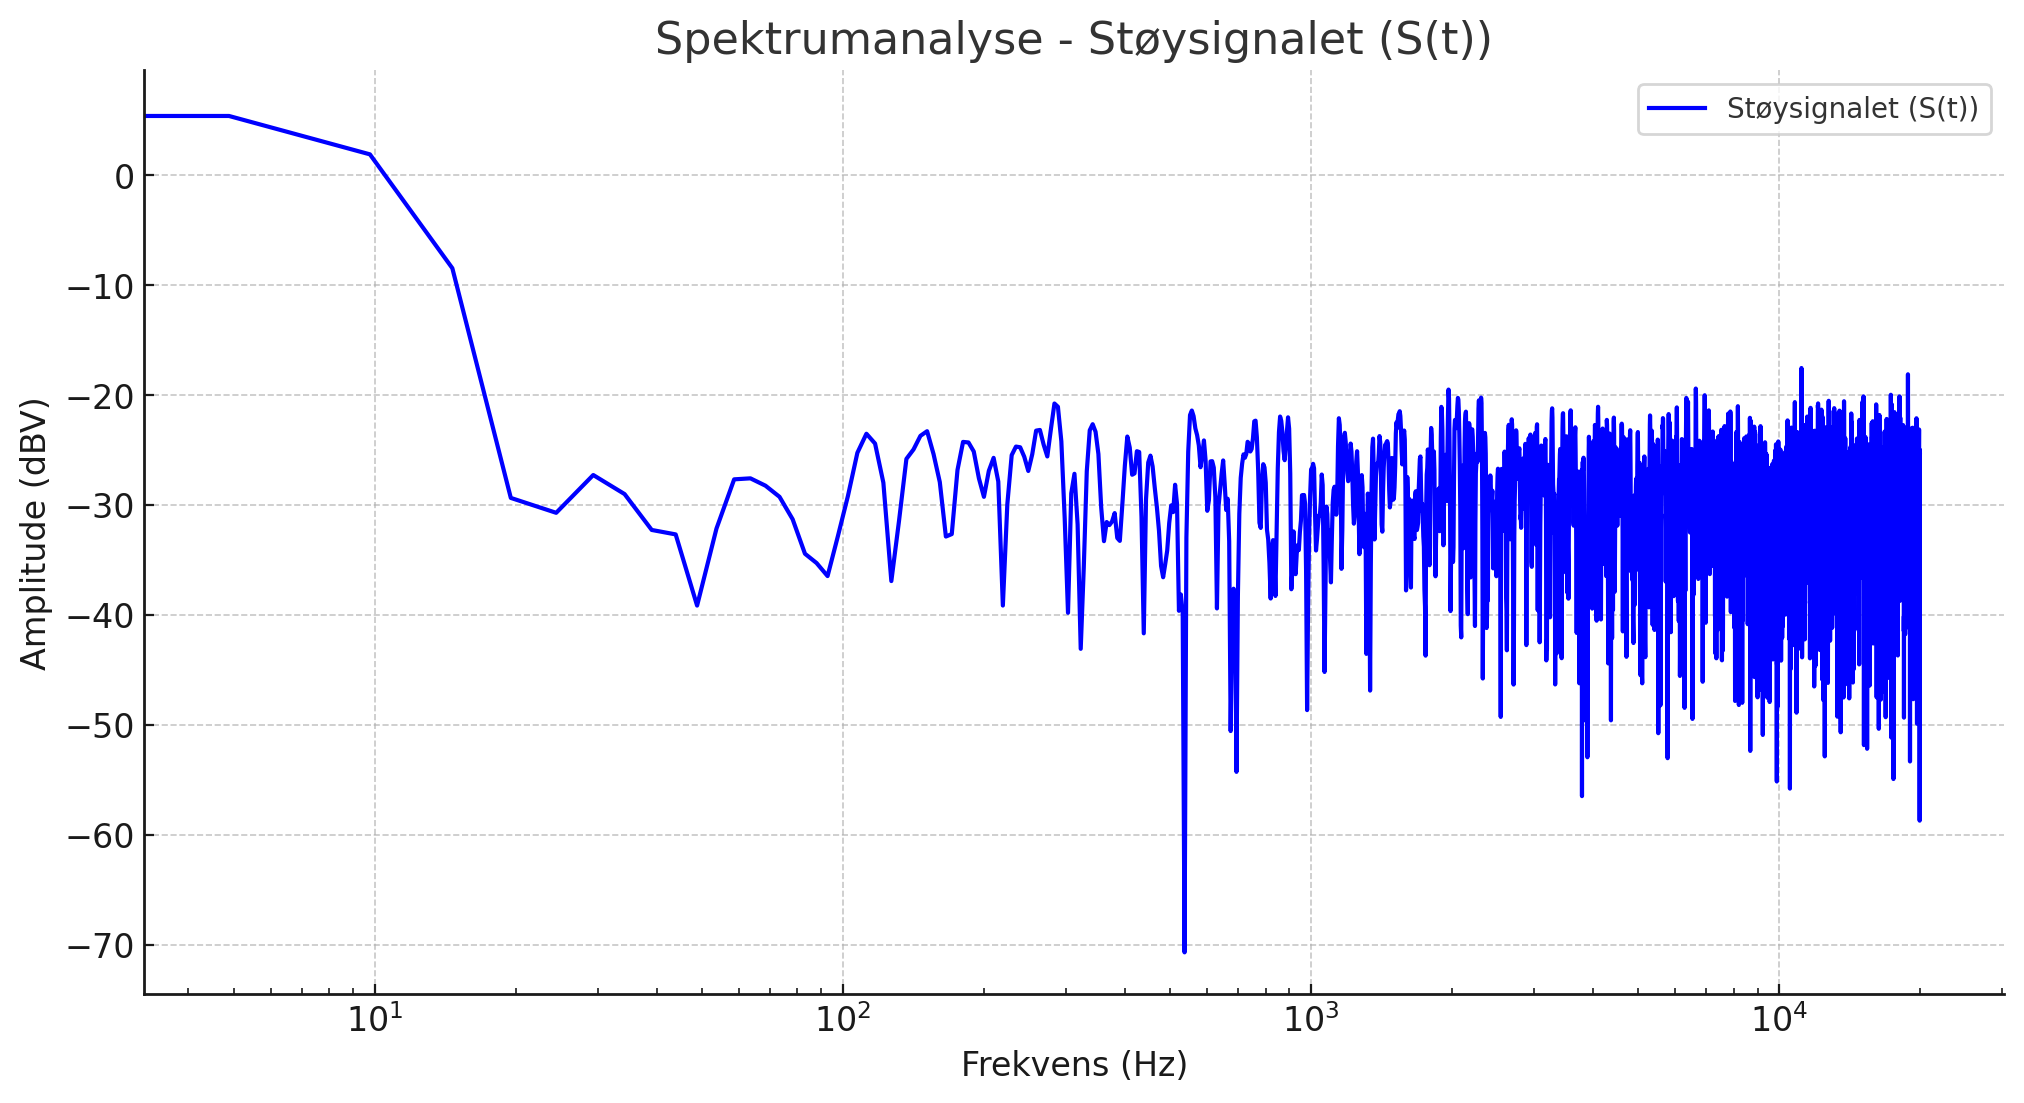 Spektrumanalyse - Støysignalet (S(t))
Støysignalet (S(t))
Amplitude (dBV)
0
−10
−20
−30
−40
−50
−60
−70
10¹ 10² 10³ 10⁴
Frekvens (Hz)